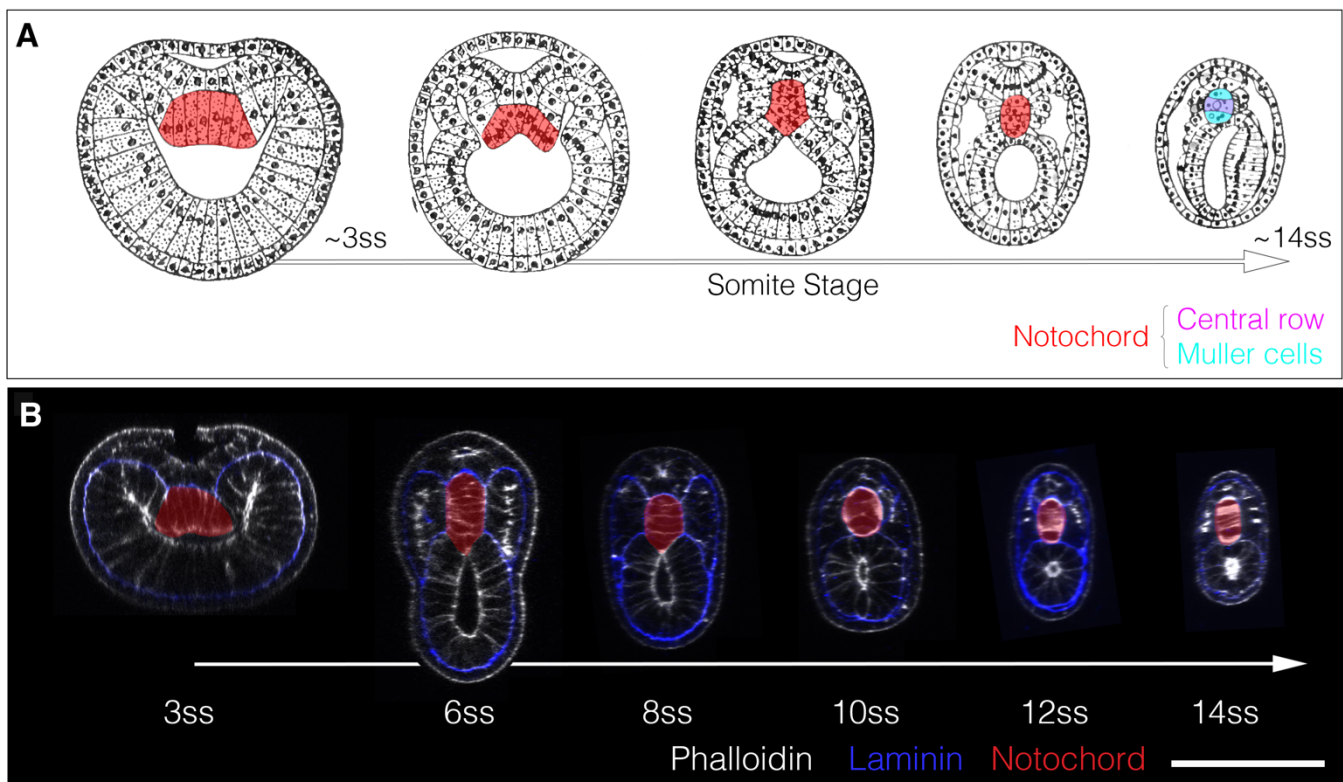 A
~3ss
~14ss
Somite Stage
Notochord
Central row
Muller cells
B
3ss 6ss 8ss 10ss 12ss 14ss
Phalloidin Laminin Notochord